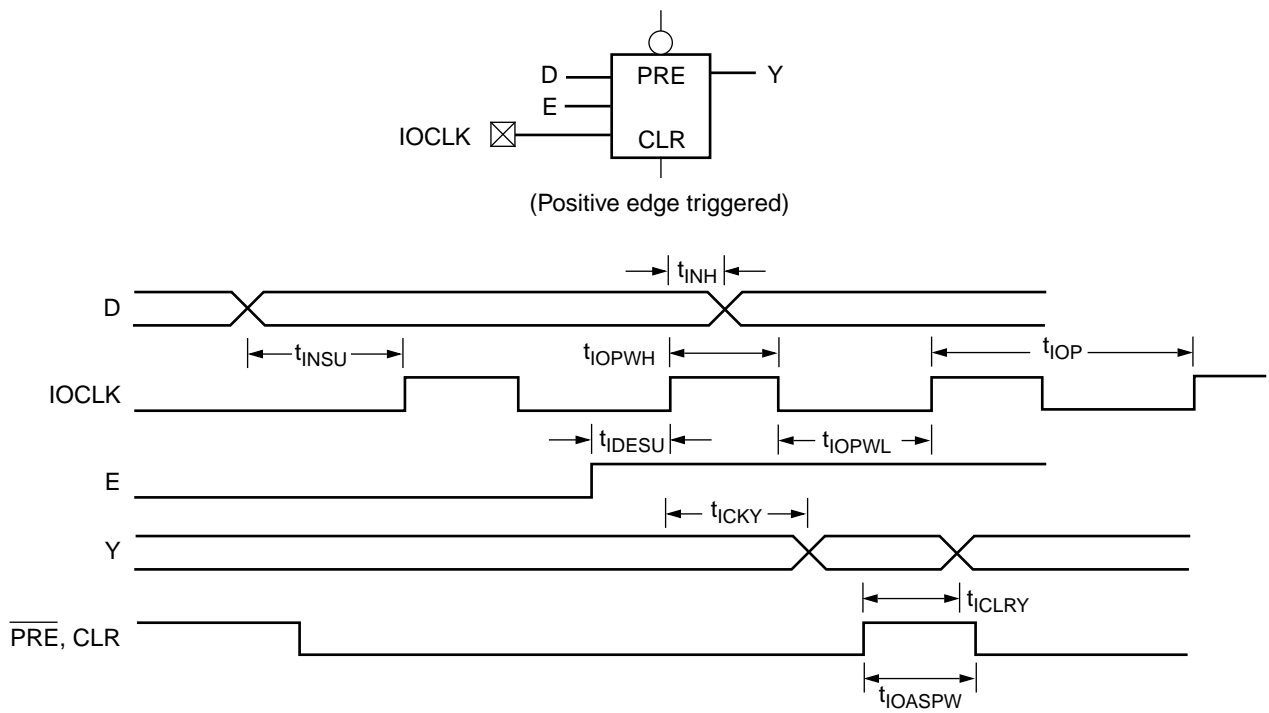 D
PRE
Y
E
IOCLK
CLR
(Positive edge triggered)
tINH
D
tINSU
tIOPWH
tIOP
IOCLK
tIDESU
tIOPWL
E
tICKY
Y
tICLRY
PRE, CLR
tIOASPW